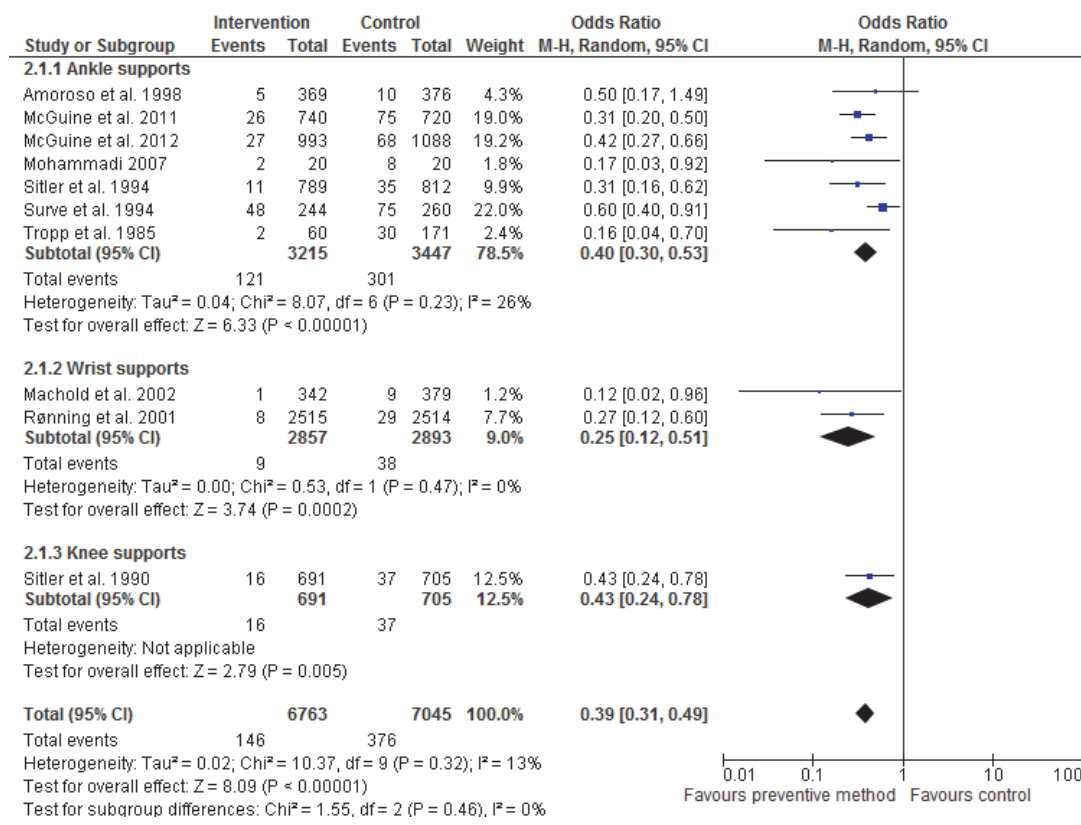 Intervention Control Odds Ratio Odds Ratio
Study or Subgroup Events Total Events Total Weight M-H, Random, 95% CI M-H, Random, 95% CI
2.1.1 Ankle supports
Amoroso et al. 1998 5 369 10 376 4.3% 0.50 [0.17, 1.49]
McGuine et al. 2011 26 740 75 720 19.0% 0.31 [0.20, 0.50]
McGuine et al. 2012 27 993 68 1088 19.2% 0.42 [0.27, 0.66]
Mohammadi 2007 2 20 8 20 1.8% 0.17 [0.03, 0.92]
Sitler et al. 1994 11 789 35 812 9.9% 0.31 [0.16, 0.62]
Surve et al. 1994 48 244 75 260 22.0% 0.60 [0.40, 0.91]
Tropp et al. 1985 2 60 30 171 2.4% 0.16 [0.04, 0.70]
Subtotal (95% CI) 3215 3447 78.5% 0.40 [0.30, 0.53]
Total events 121 301
Heterogeneity: Tau² = 0.04; Chi² = 8.07, df = 6 (P = 0.23); I² = 26%
Test for overall effect: Z = 6.33 (P < 0.00001)
2.1.2 Wrist supports
Machold et al. 2002 1 342 9 379 1.2% 0.12 [0.02, 0.96]
Rønning et al. 2001 8 2515 29 2514 7.7% 0.27 [0.12, 0.60]
Subtotal (95% CI) 2857 2893 9.0% 0.25 [0.12, 0.51]
Total events 9 38
Heterogeneity: Tau² = 0.00; Chi² = 0.53, df = 1 (P = 0.47); I² = 0%
Test for overall effect: Z = 3.74 (P = 0.0002)
2.1.3 Knee supports
Sitler et al. 1990 16 691 37 705 12.5% 0.43 [0.24, 0.78]
Subtotal (95% CI) 691 705 12.5% 0.43 [0.24, 0.78]
Total events 16 37
Heterogeneity: Not applicable
Test for overall effect: Z = 2.79 (P = 0.005)
Total (95% CI) 6763 7045 100.0% 0.39 [0.31, 0.49]
Total events 146 376
Heterogeneity: Tau² = 0.02; Chi² = 10.37, df = 9 (P = 0.32); I² = 13%
Test for overall effect: Z = 8.09 (P < 0.00001)
Test for subgroup differences: Chi² = 1.55, df = 2 (P = 0.46), I² = 0%
0.01 0.1 1 10 100
Favours preventive method Favours control